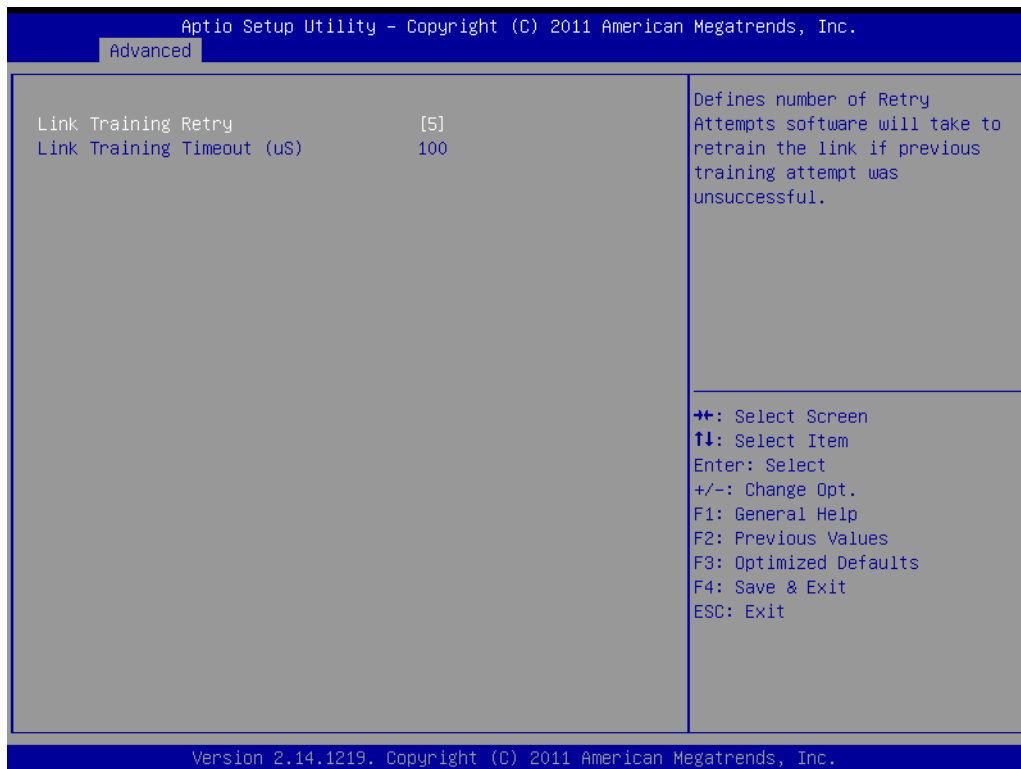 Aptio Setup Utility – Copyright (C) 2011 American Megatrends, Inc.
Advanced
Link Training Retry [5]
Link Training Timeout (uS) 100
Defines number of Retry
Attempts software will take to
retrain the link if previous
training attempt was
unsuccessful.
→←: Select Screen
↑↓: Select Item
Enter: Select
+/-: Change Opt.
F1: General Help
F2: Previous Values
F3: Optimized Defaults
F4: Save & Exit
ESC: Exit
Version 2.14.1219. Copyright (C) 2011 American Megatrends, Inc.